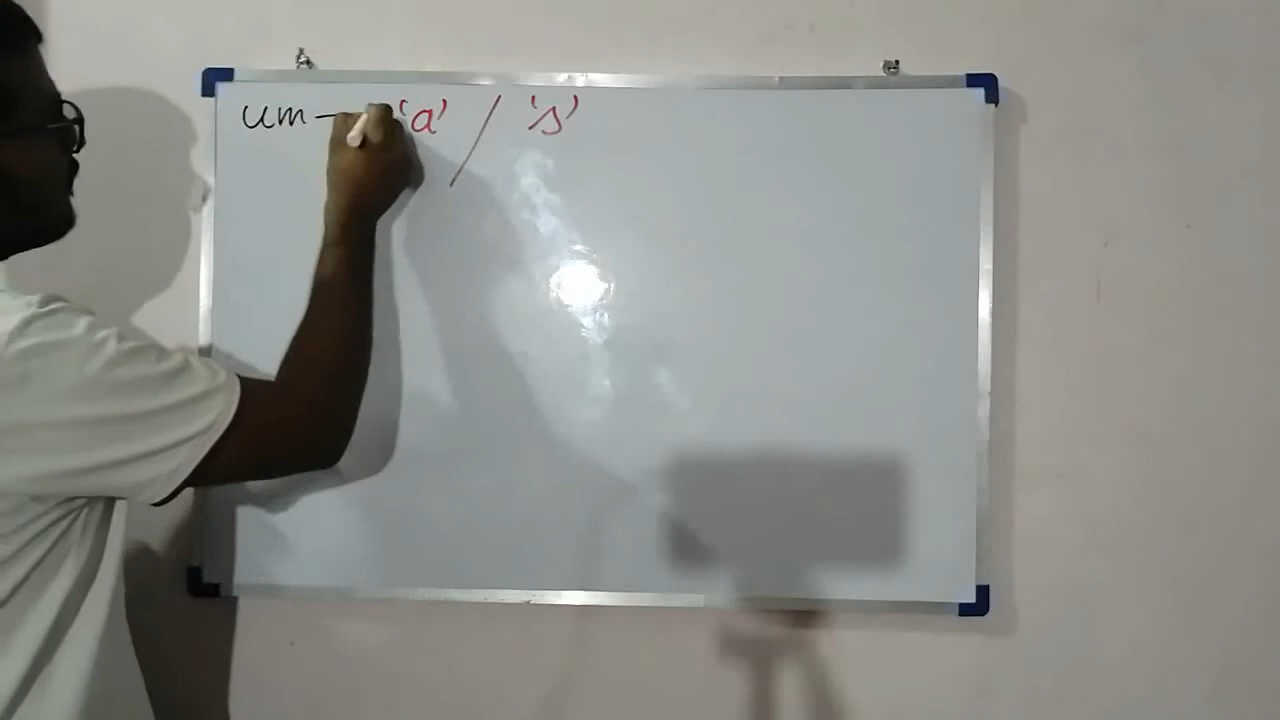 um — 'a' / 's'